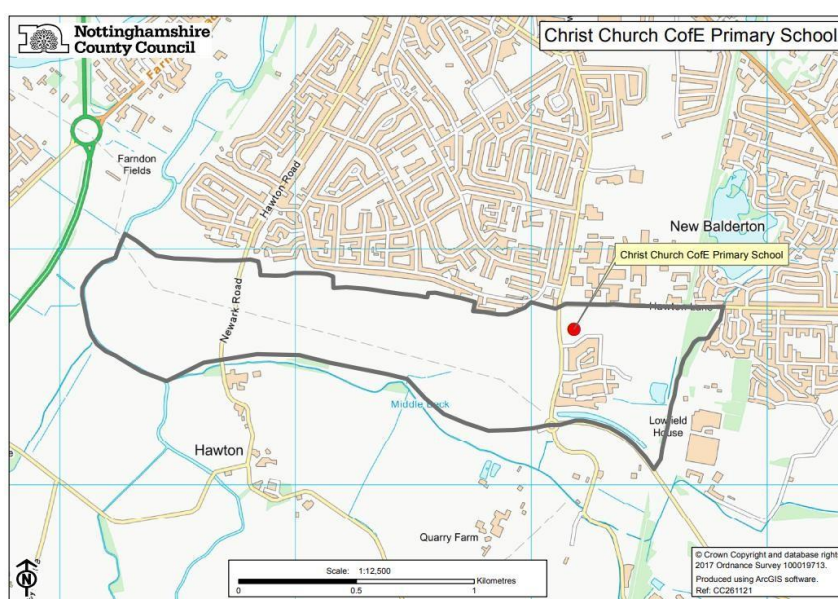 Nottinghamshire
County Council
Christ Church CofE Primary School
Farndon
Fields
Hawton Road
New Balderton
Christ Church CofE Primary School
Newark Road
Hawton Lane
Middle Beck
Lowfield
House
Hawton
Quarry Farm
Scale: 1:12,500
Kilometres
0
0.5
1
N
© Crown Copyright and database right
2017 Ordnance Survey 100019713.
Produced using ArcGIS software.
Ref: CC261121